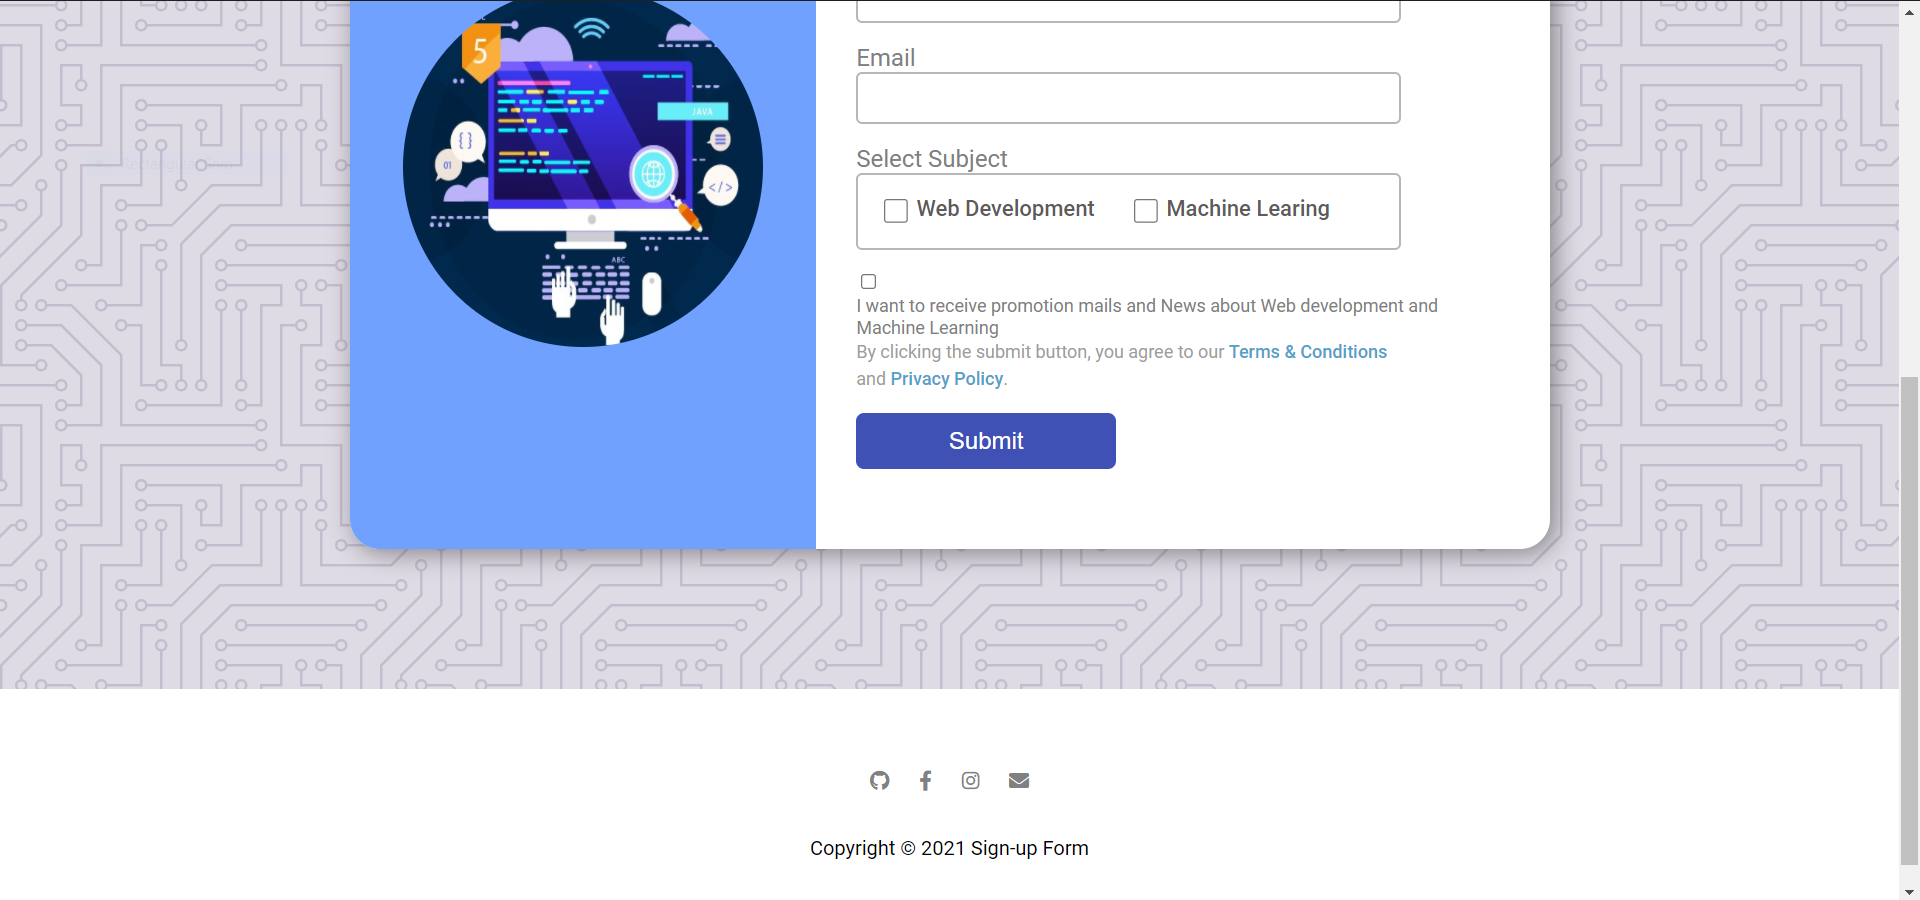 5
JAVA
{ }
01
</>
ABC
Email
Select Subject
Web Development
Machine Learing
I want to receive promotion mails and News about Web development and
Machine Learning
By clicking the submit button, you agree to our Terms & Conditions
and Privacy Policy.
Submit
Copyright © 2021 Sign-up Form